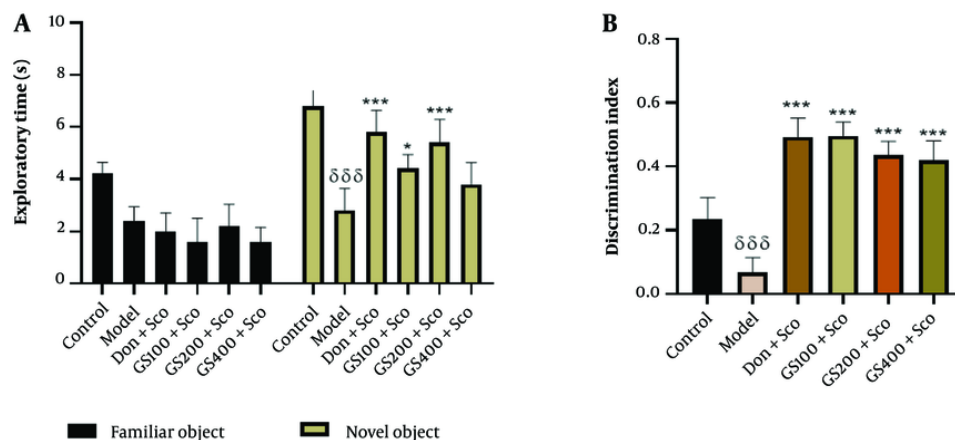 A
Exploratory time (s)
10
8
6
4
2
0
δδδ
***
*
***
Control
Model
Don + Sco
GS100 + Sco
GS200 + Sco
GS400 + Sco
Control
Model
Don + Sco
GS100 + Sco
GS200 + Sco
GS400 + Sco
Familiar object
Novel object
B
Discrimination index
0.8
0.6
0.4
0.2
0.0
δδδ
***
***
***
***
Control
Model
Don + Sco
GS100 + Sco
GS200 + Sco
GS400 + Sco